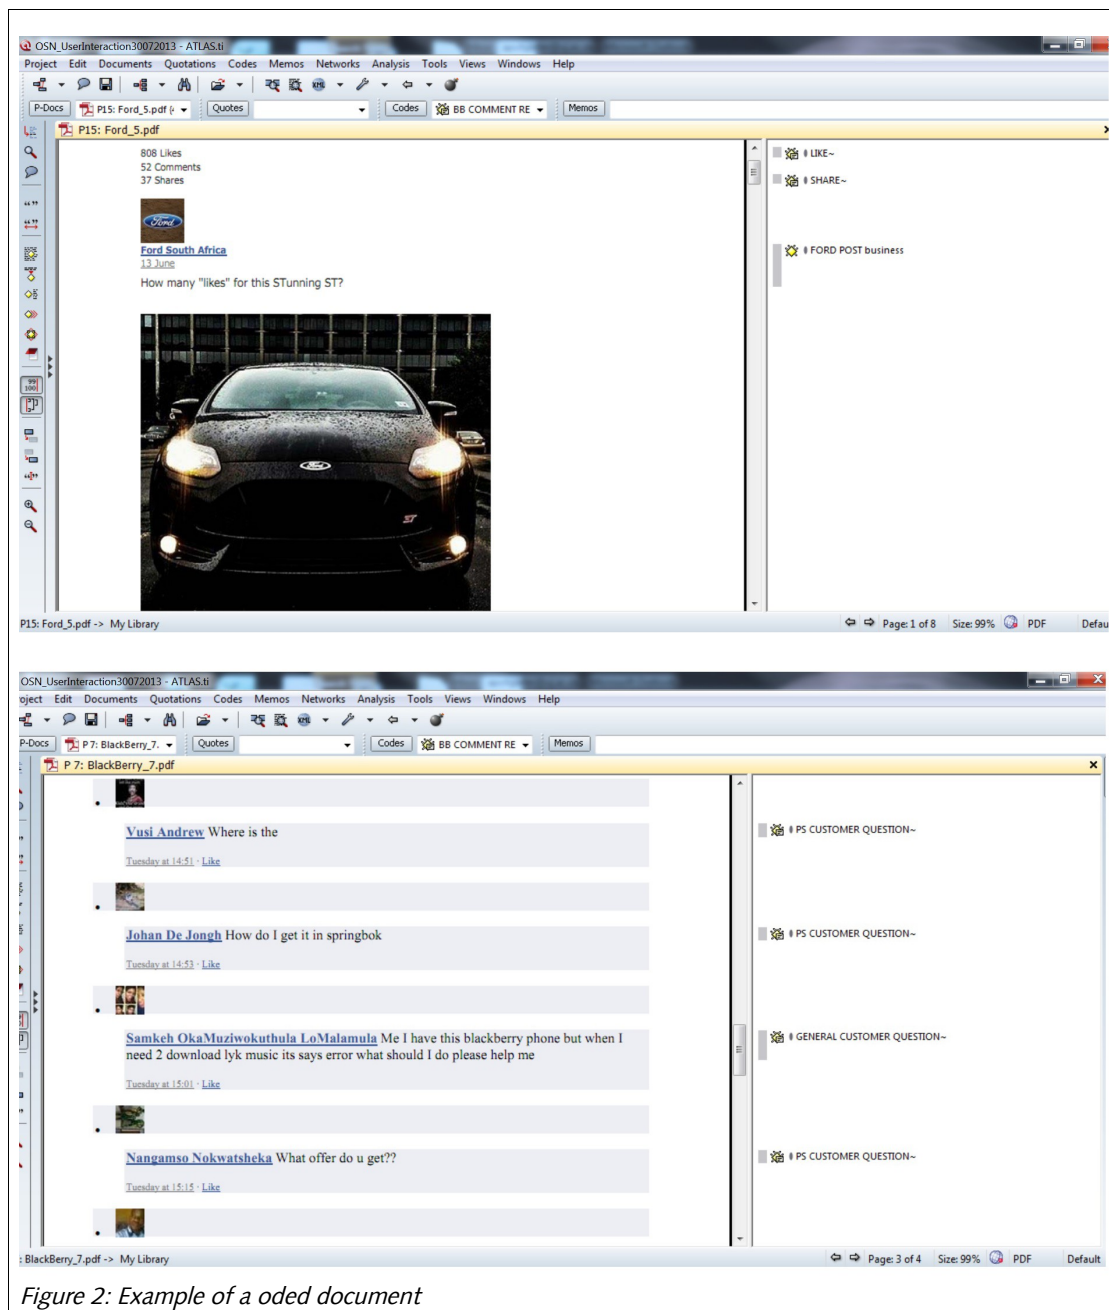 OSN_UserInteraction30072013 - ATLAS.ti
Project Edit Documents Quotations Codes Memos Networks Analysis Tools Views Windows Help
P-Docs P15: Ford_5.pdf Quotes Codes BB COMMENT RE Memos
P15: Ford_5.pdf
808 Likes
52 Comments
37 Shares
LIKE~
SHARE~
Ford
Ford South Africa
13 June
How many "likes" for this STunning ST?
FORD POST business
ST
P15: Ford_5.pdf -> My Library Page: 1 of 8 Size: 99% PDF Defau
OSN_UserInteraction30072013 - ATLAS.ti
oject Edit Documents Quotations Codes Memos Networks Analysis Tools Views Windows Help
P-Docs P 7: BlackBerry_7. Quotes Codes BB COMMENT RE Memos
P 7: BlackBerry_7.pdf
Vusi Andrew Where is the
Tuesday at 14:51 · Like
PS CUSTOMER QUESTION~
Johan De Jongh How do I get it in springbok
Tuesday at 14:53 · Like
PS CUSTOMER QUESTION~
Samkeh OkaMuziwokuthula LoMalamula Me I have this blackberry phone but when I
need 2 download lyk music its says error what should I do please help me
Tuesday at 15:01 · Like
GENERAL CUSTOMER QUESTION~
Nangamso Nokwatsheka What offer do u get??
Tuesday at 15:15 · Like
PS CUSTOMER QUESTION~
: BlackBerry_7.pdf -> My Library Page: 3 of 4 Size: 99% PDF Default
Figure 2: Example of a oded document